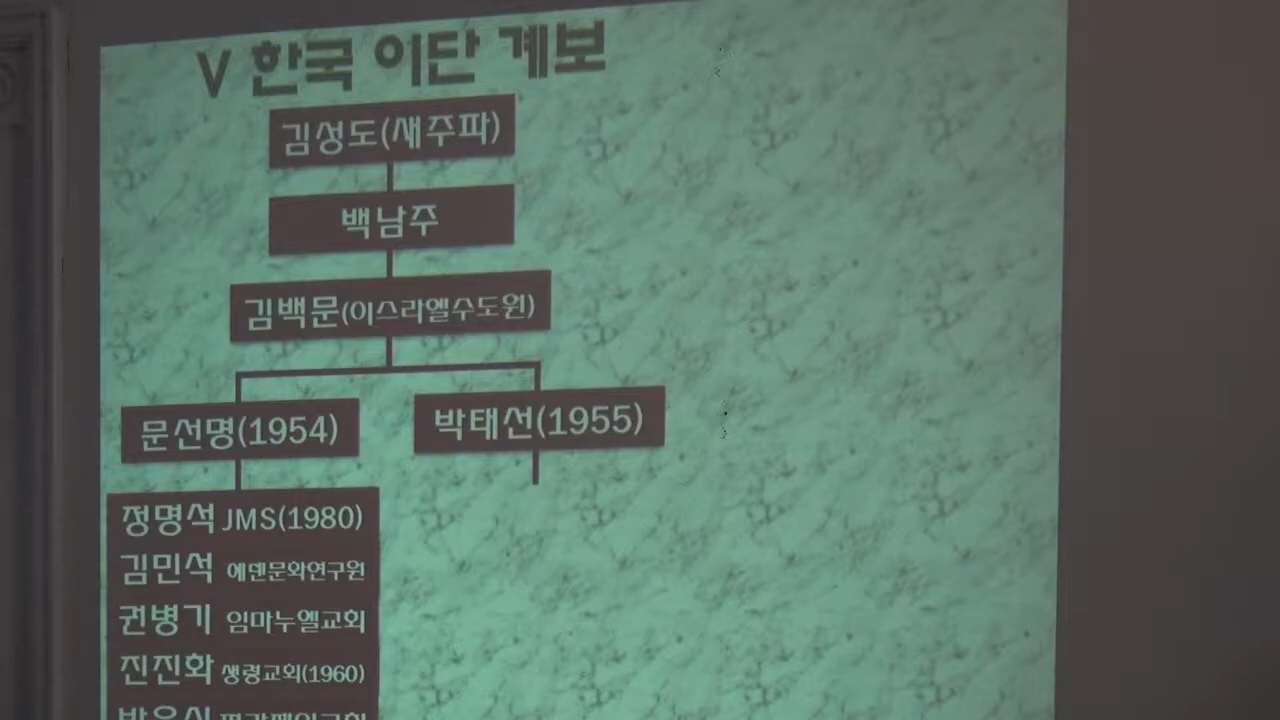 V 한국 이단 계보
김성도(새주파)
백남주
김백문(이스라엘수도원)
문선명(1954)
박태선(1955)
정명석 JMS(1980)
김민석 에덴문화연구원
권병기 임마누엘교회
진진화 생령교회(1960)